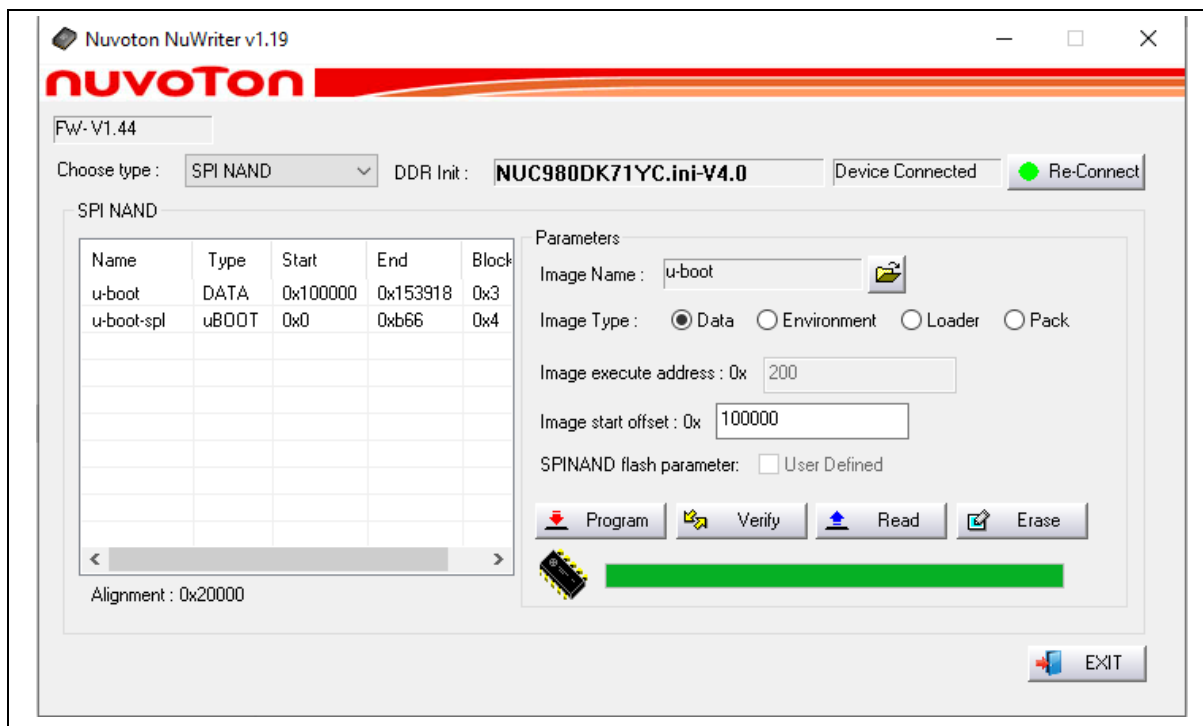 Nuvoton NuWriter v1.19
nuvoTon
FW- V1.44
Choose type : SPI NAND DDR Init : NUC980DK71YC.ini-V4.0 Device Connected Re-Connect
SPI NAND
Name Type Start End Block
u-boot DATA 0x100000 0x153918 0x3
u-boot-spl uBOOT 0x0 0xb66 0x4
Alignment : 0x20000
Parameters
Image Name : u-boot
Image Type : Data Environment Loader Pack
Image execute address : 0x 200
Image start offset : 0x 100000
SPINAND flash parameter: User Defined
Program Verify Read Erase
EXIT